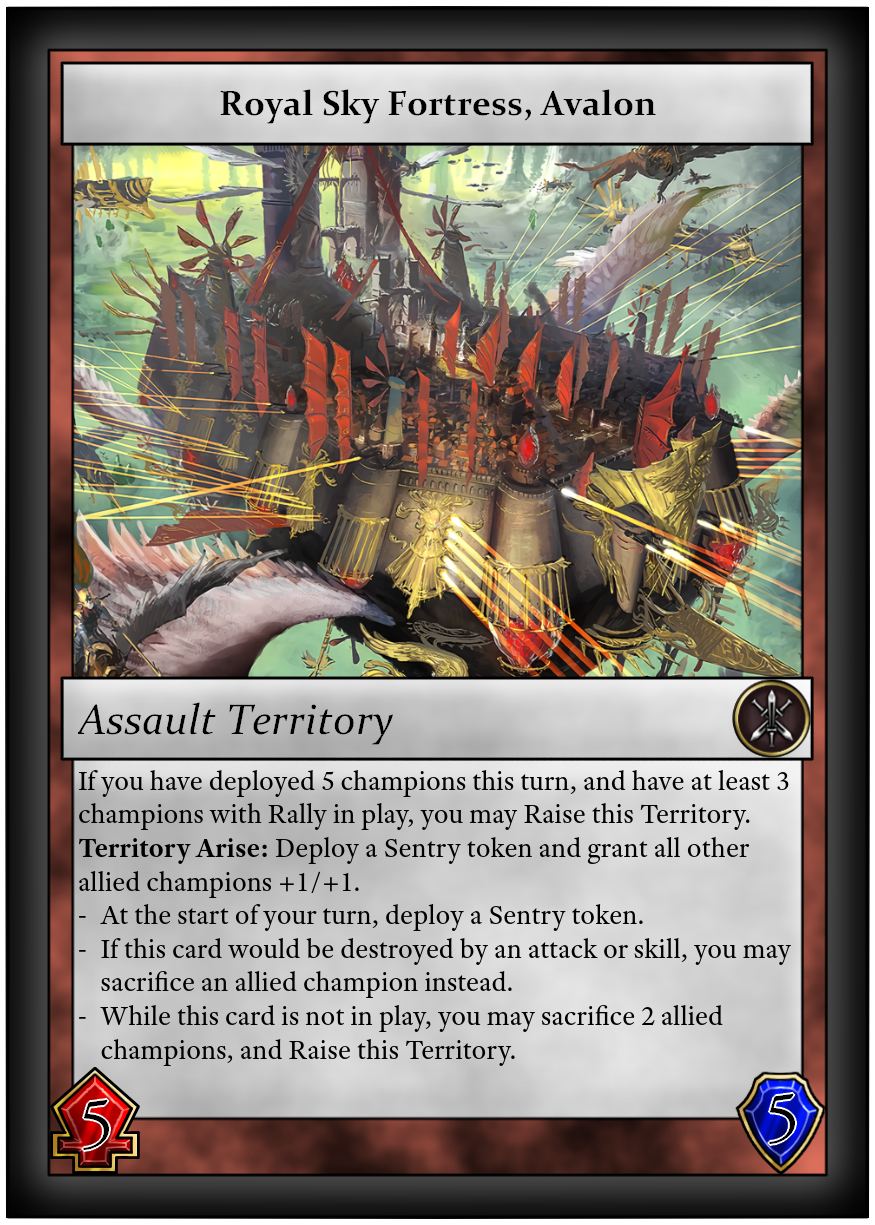 Royal Sky Fortress, Avalon
Assault Territory
If you have deployed 5 champions this turn, and have at least 3
champions with Rally in play, you may Raise this Territory.
Territory Arise: Deploy a Sentry token and grant all other
allied champions +1/+1.
- At the start of your turn, deploy a Sentry token.
- If this card would be destroyed by an attack or skill, you may
sacrifice an allied champion instead.
- While this card is not in play, you may sacrifice 2 allied
champions, and Raise this Territory.
5
5